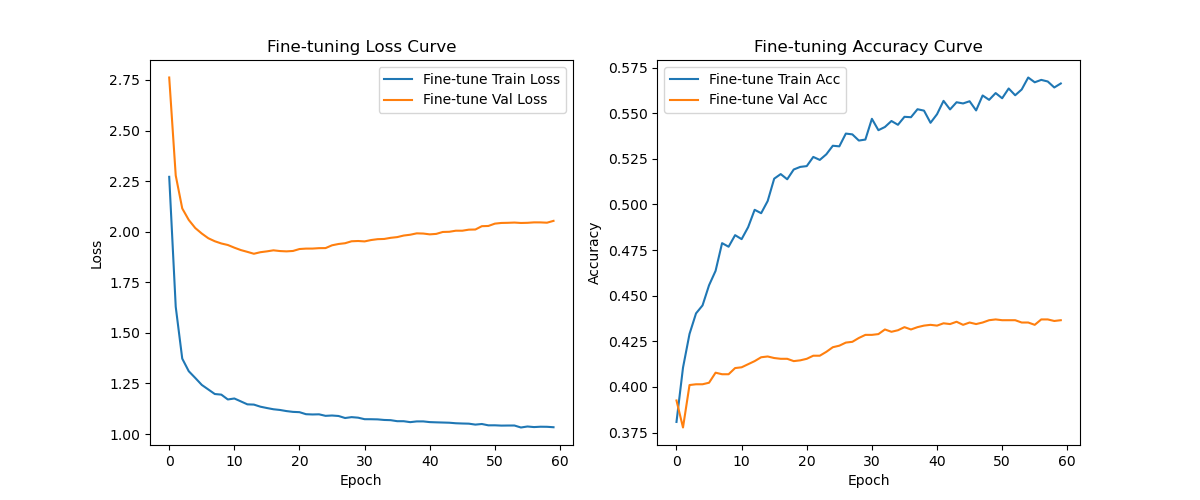 Fine-tuning Loss Curve
Fine-tune Train Loss
Fine-tune Val Loss
2.75
2.50
2.25
2.00
1.75
1.50
1.25
1.00
Loss
0 10 20 30 40 50 60
Epoch
Fine-tuning Accuracy Curve
Fine-tune Train Acc
Fine-tune Val Acc
0.575
0.550
0.525
0.500
0.475
0.450
0.425
0.400
0.375
Accuracy
0 10 20 30 40 50 60
Epoch